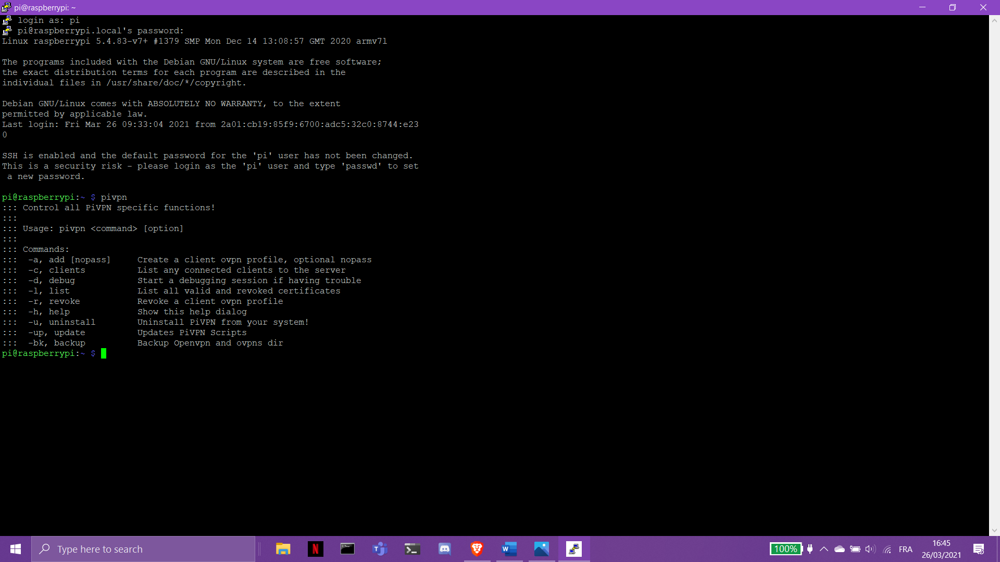 pi@raspberrypi: ~
login as: pi
pi@raspberrypi.local's password:
Linux raspberrypi 5.4.83-v7+ #1379 SMP Mon Dec 14 13:08:57 GMT 2020 armv7l
The programs included with the Debian GNU/Linux system are free software;
the exact distribution terms for each program are described in the
individual files in /usr/share/doc/*/copyright.
Debian GNU/Linux comes with ABSOLUTELY NO WARRANTY, to the extent
permitted by applicable law.
Last login: Fri Mar 26 09:33:04 2021 from 2a01:cb19:85f9:6700:adc5:32c0:8744:e23
0
SSH is enabled and the default password for the 'pi' user has not been changed.
This is a security risk - please login as the 'pi' user and type 'passwd' to set
 a new password.
pi@raspberrypi:~ $ pivpn
::: Control all PiVPN specific functions!
:::
::: Usage: pivpn <command> [option]
:::
::: Commands:
:::  -a, add [nopass]     Create a client ovpn profile, optional nopass
:::  -c, clients          List any connected clients to the server
:::  -d, debug            Start a debugging session if having trouble
:::  -l, list             List all valid and revoked certificates
:::  -r, revoke           Revoke a client ovpn profile
:::  -h, help             Show this help dialog
:::  -u, uninstall        Uninstall PiVPN from your system!
:::  -up, update          Updates PiVPN Scripts
:::  -bk, backup          Backup Openvpn and ovpns dir
pi@raspberrypi:~ $
Type here to search
100%
FRA
16:45
26/03/2021